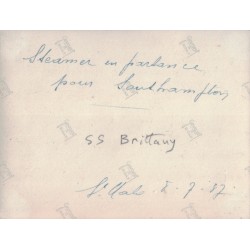 Steamer en partance
pour Southampton
SS Brittany
St Malo 8-7-37